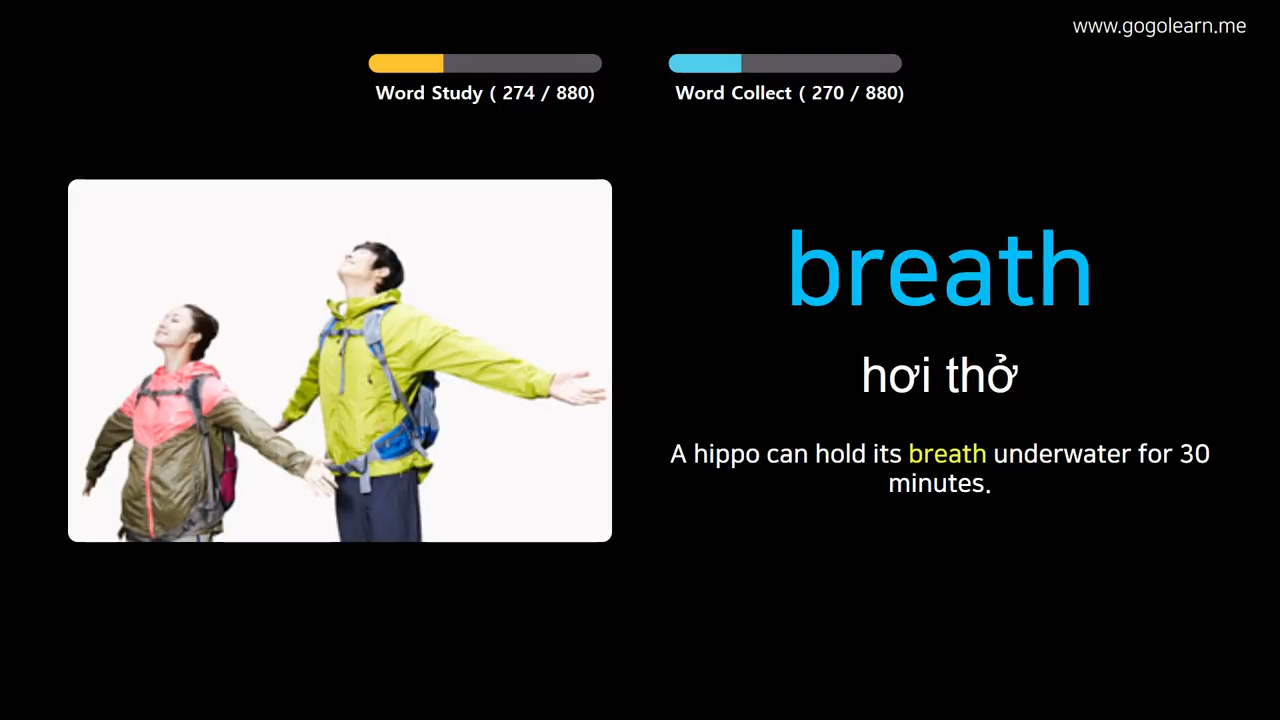 www.gogolearn.me
Word Study ( 274 / 880)
Word Collect ( 270 / 880)
breath
hơi thở
A hippo can hold its breath underwater for 30
minutes.